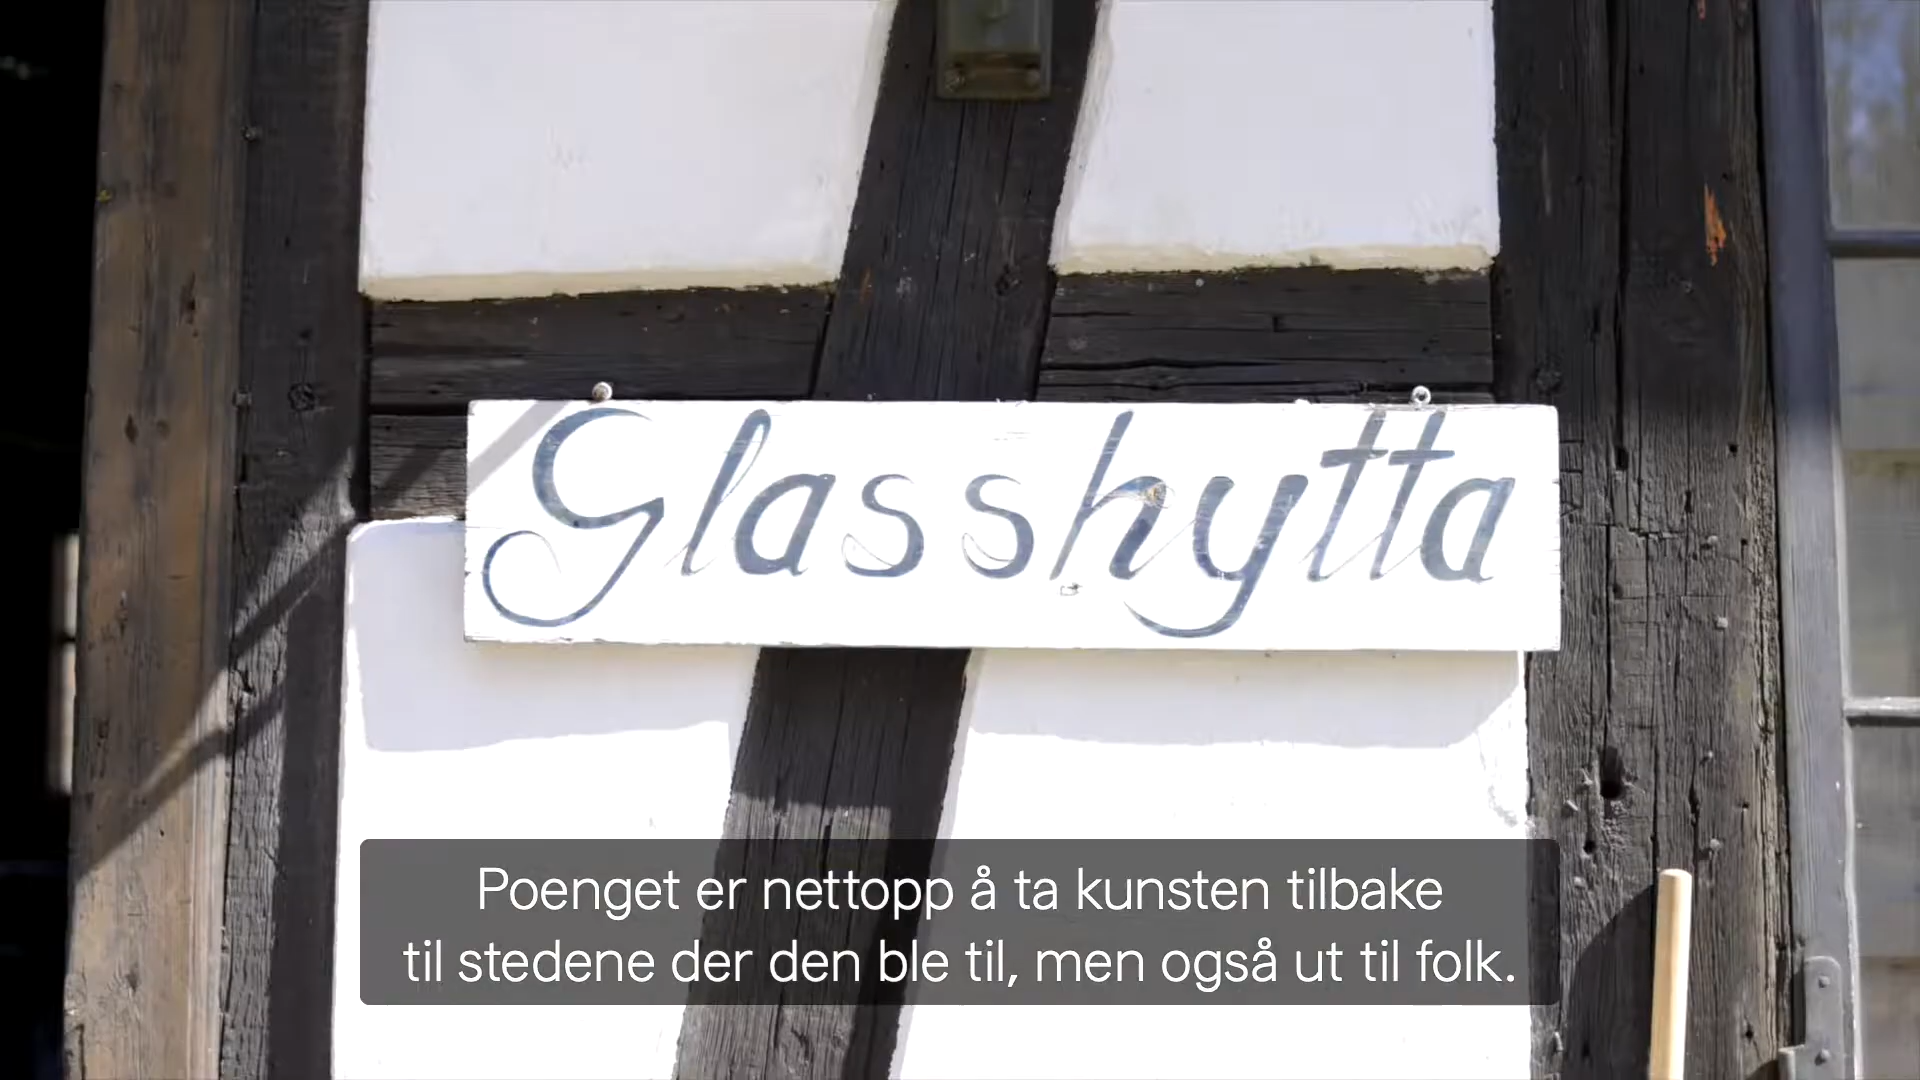 Glasshytta
Poenget er nettopp å ta kunsten tilbake
til stedene der den ble til, men også ut til folk.